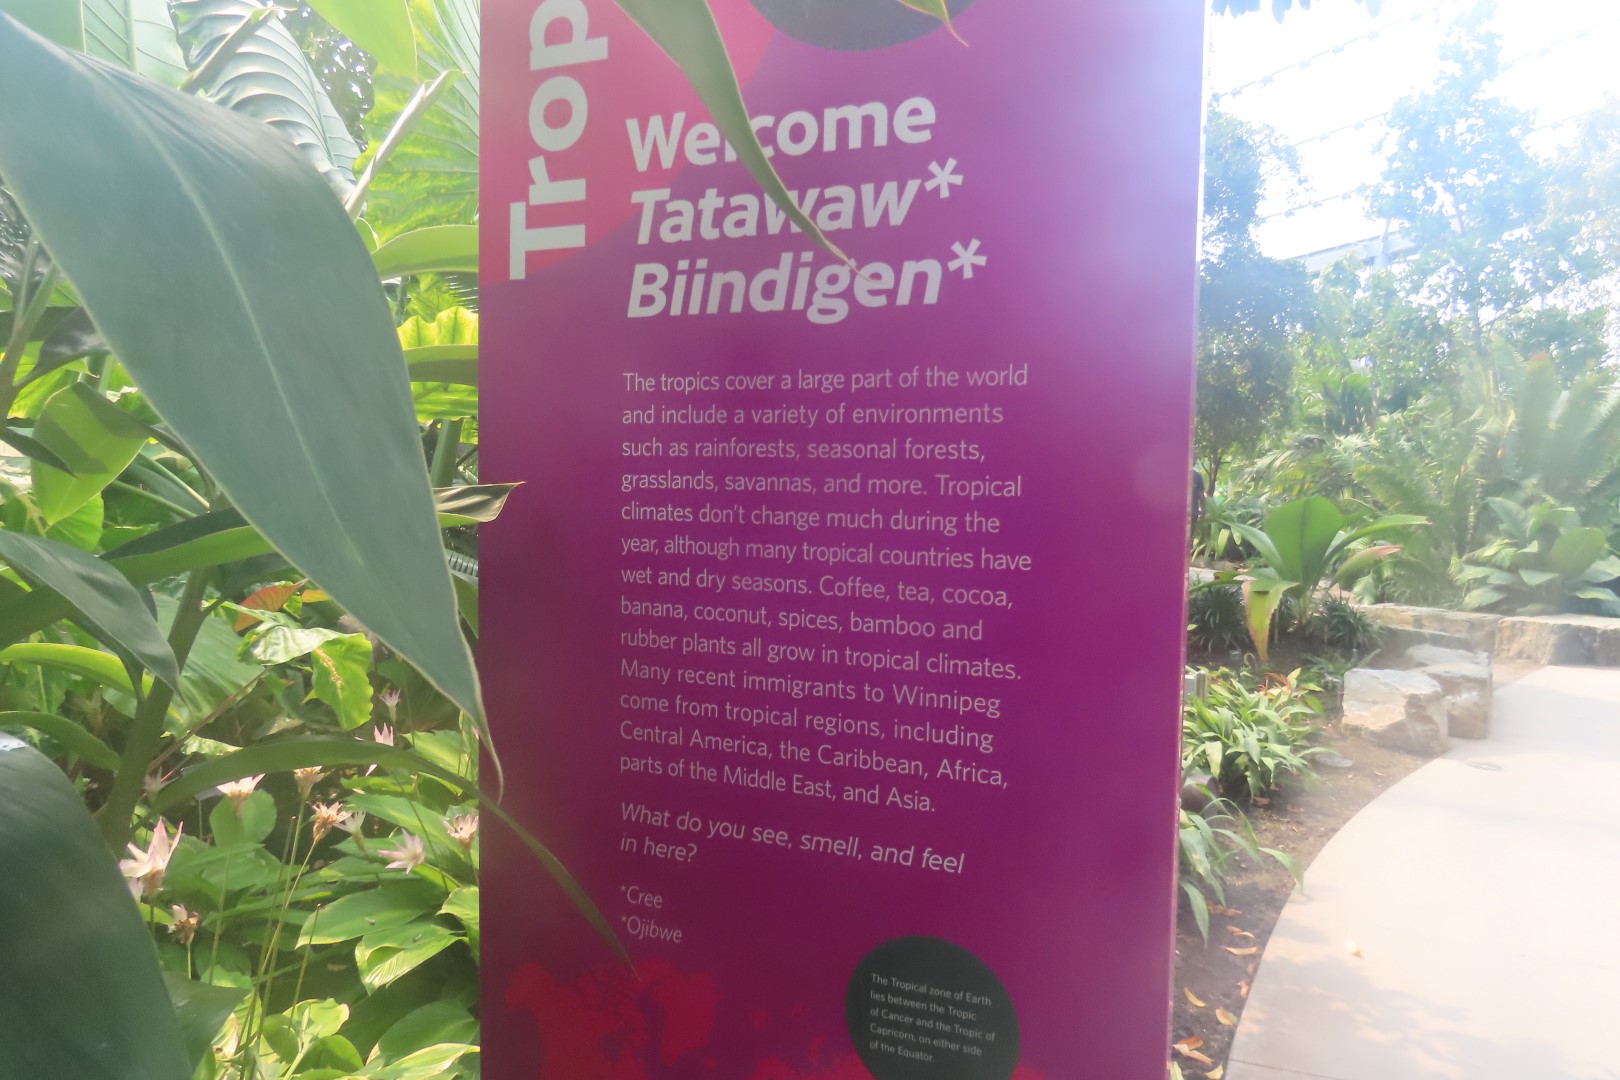 Trop
Welcome
Tatawaw*
Biindigen*
The tropics cover a large part of the world
and include a variety of environments
such as rainforests, seasonal forests,
grasslands, savannas, and more. Tropical
climates don't change much during the
year, although many tropical countries have
wet and dry seasons. Coffee, tea, cocoa,
banana, coconut, spices, bamboo and
rubber plants all grow in tropical climates.
Many recent immigrants to Winnipeg
come from tropical regions, including
Central America, the Caribbean, Africa,
parts of the Middle East, and Asia.
What do you see, smell, and feel
in here?
*Cree
*Ojibwe
The Tropical zone of Earth
lies between the Tropic
of Cancer and the Tropic of
Capricorn, on either side
of the Equator.